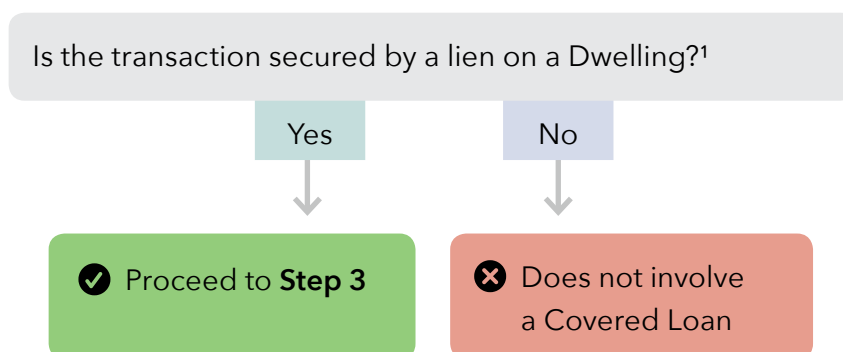 Is the transaction secured by a lien on a Dwelling?¹
Yes
No
Proceed to Step 3
Does not involve
a Covered Loan